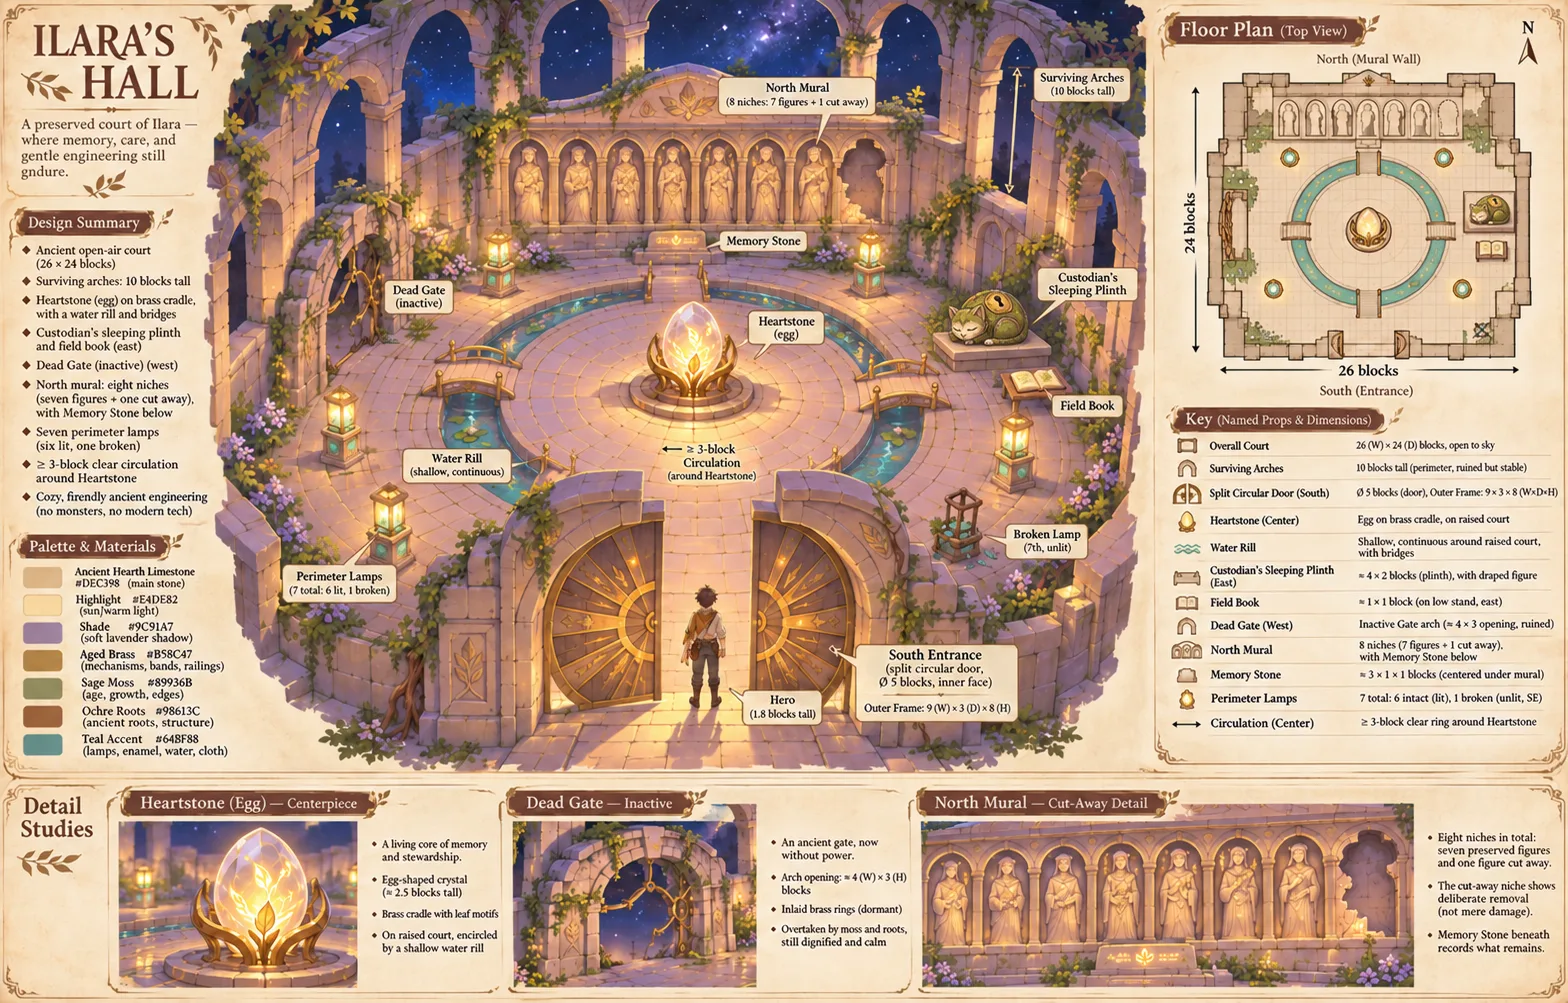 ILARA'S
HALL
A preserved court of Ilara —
where memory, care, and
gentle engineering still
gndure.
Design Summary
Ancient open-air court
(26 × 24 blocks)
Surviving arches: 10 blocks tall
Heartstone (egg) on brass cradle,
with a water rill and bridges
Custodian's sleeping plinth
and field book (east)
Dead Gate (inactive) (west)
North mural: eight niches
(seven figures + one cut away),
with Memory Stone below
Seven perimeter lamps
(six lit, one broken)
≥ 3-block clear circulation
around Heartstone
Cozy, firendly ancient engineering
(no monsters, no modern tech)
Palette & Materials
Ancient Hearth Limestone
#DEC398 (main stone)
Highlight #E4DE82
(sun/warm light)
Shade #9C91A7
(soft lavender shadow)
Aged Brass #B58C47
(mechanisms, bands, railings)
Sage Moss #89936B
(age, growth, edges)
Ochre Roots #98613C
(ancient roots, structure)
Teal Accent #64BF88
(lamps, enamel, water, cloth)
North Mural
(8 niches: 7 figures + 1 cut away)
Surviving Arches
(10 blocks tall)
Memory Stone
Dead Gate
(inactive)
Custodian's
Sleeping Plinth
Heartstone
(egg)
Field Book
Water Rill
(shallow, continuous)
≥ 3-block
Circulation
(around Heartstone)
Broken Lamp
(7th, unlit)
Perimeter Lamps
(7 total: 6 lit, 1 broken)
South Entrance
(split circular door,
Ø 5 blocks, inner face)
Outer Frame: 9 (W) × 3 (D) × 8 (H)
Hero
(1.8 blocks tall)
Floor Plan (Top View)
N
North (Mural Wall)
24 blocks
26 blocks
South (Entrance)
Key (Named Props & Dimensions)
Overall Court 26 (W) × 24 (D) blocks, open to sky
Surviving Arches 10 blocks tall (perimeter, ruined but stable)
Split Circular Door (South) Ø 5 blocks (door), Outer Frame: 9 × 3 × 8 (W×D×H)
Heartstone (Center) Egg on brass cradle, on raised court
Water Rill Shallow, continuous around raised court,
with bridges
Custodian's Sleeping Plinth
(East) ≈ 4 × 2 blocks (plinth), with draped figure
Field Book ≈ 1 × 1 block (on low stand, east)
Dead Gate (West) Inactive Gate arch (≈ 4 × 3 opening, ruined)
North Mural 8 niches (7 figures + 1 cut away).
with Memory Stone below
Memory Stone ≈ 3 × 1 × 1 blocks (centered under mural)
Perimeter Lamps 7 total: 6 intact (lit), 1 broken (unlit, SE)
Circulation (Center) ≥ 3-block clear ring around Heartstone
Detail
Studies
Heartstone (Egg) — Centerpiece
A living core of memory
and stewardship.
Egg-shaped crystal
(≈ 2.5 blocks tall)
Brass cradle with leaf motifs
On raised court, encircled
by a shallow water rill
Dead Gate — Inactive
An ancient gate, now
without power.
Arch opening: ≈ 4 (W) × 3 (H)
blocks
Inlaid brass rings (dormant)
Overtaken by moss and roots,
still dignified and calm
North Mural — Cut-Away Detail
Eight niches in total:
seven preserved figures
and one figure cut away.
The cut-away niche shows
deliberate removal
(not mere damage).
Memory Stone beneath
records what remains.